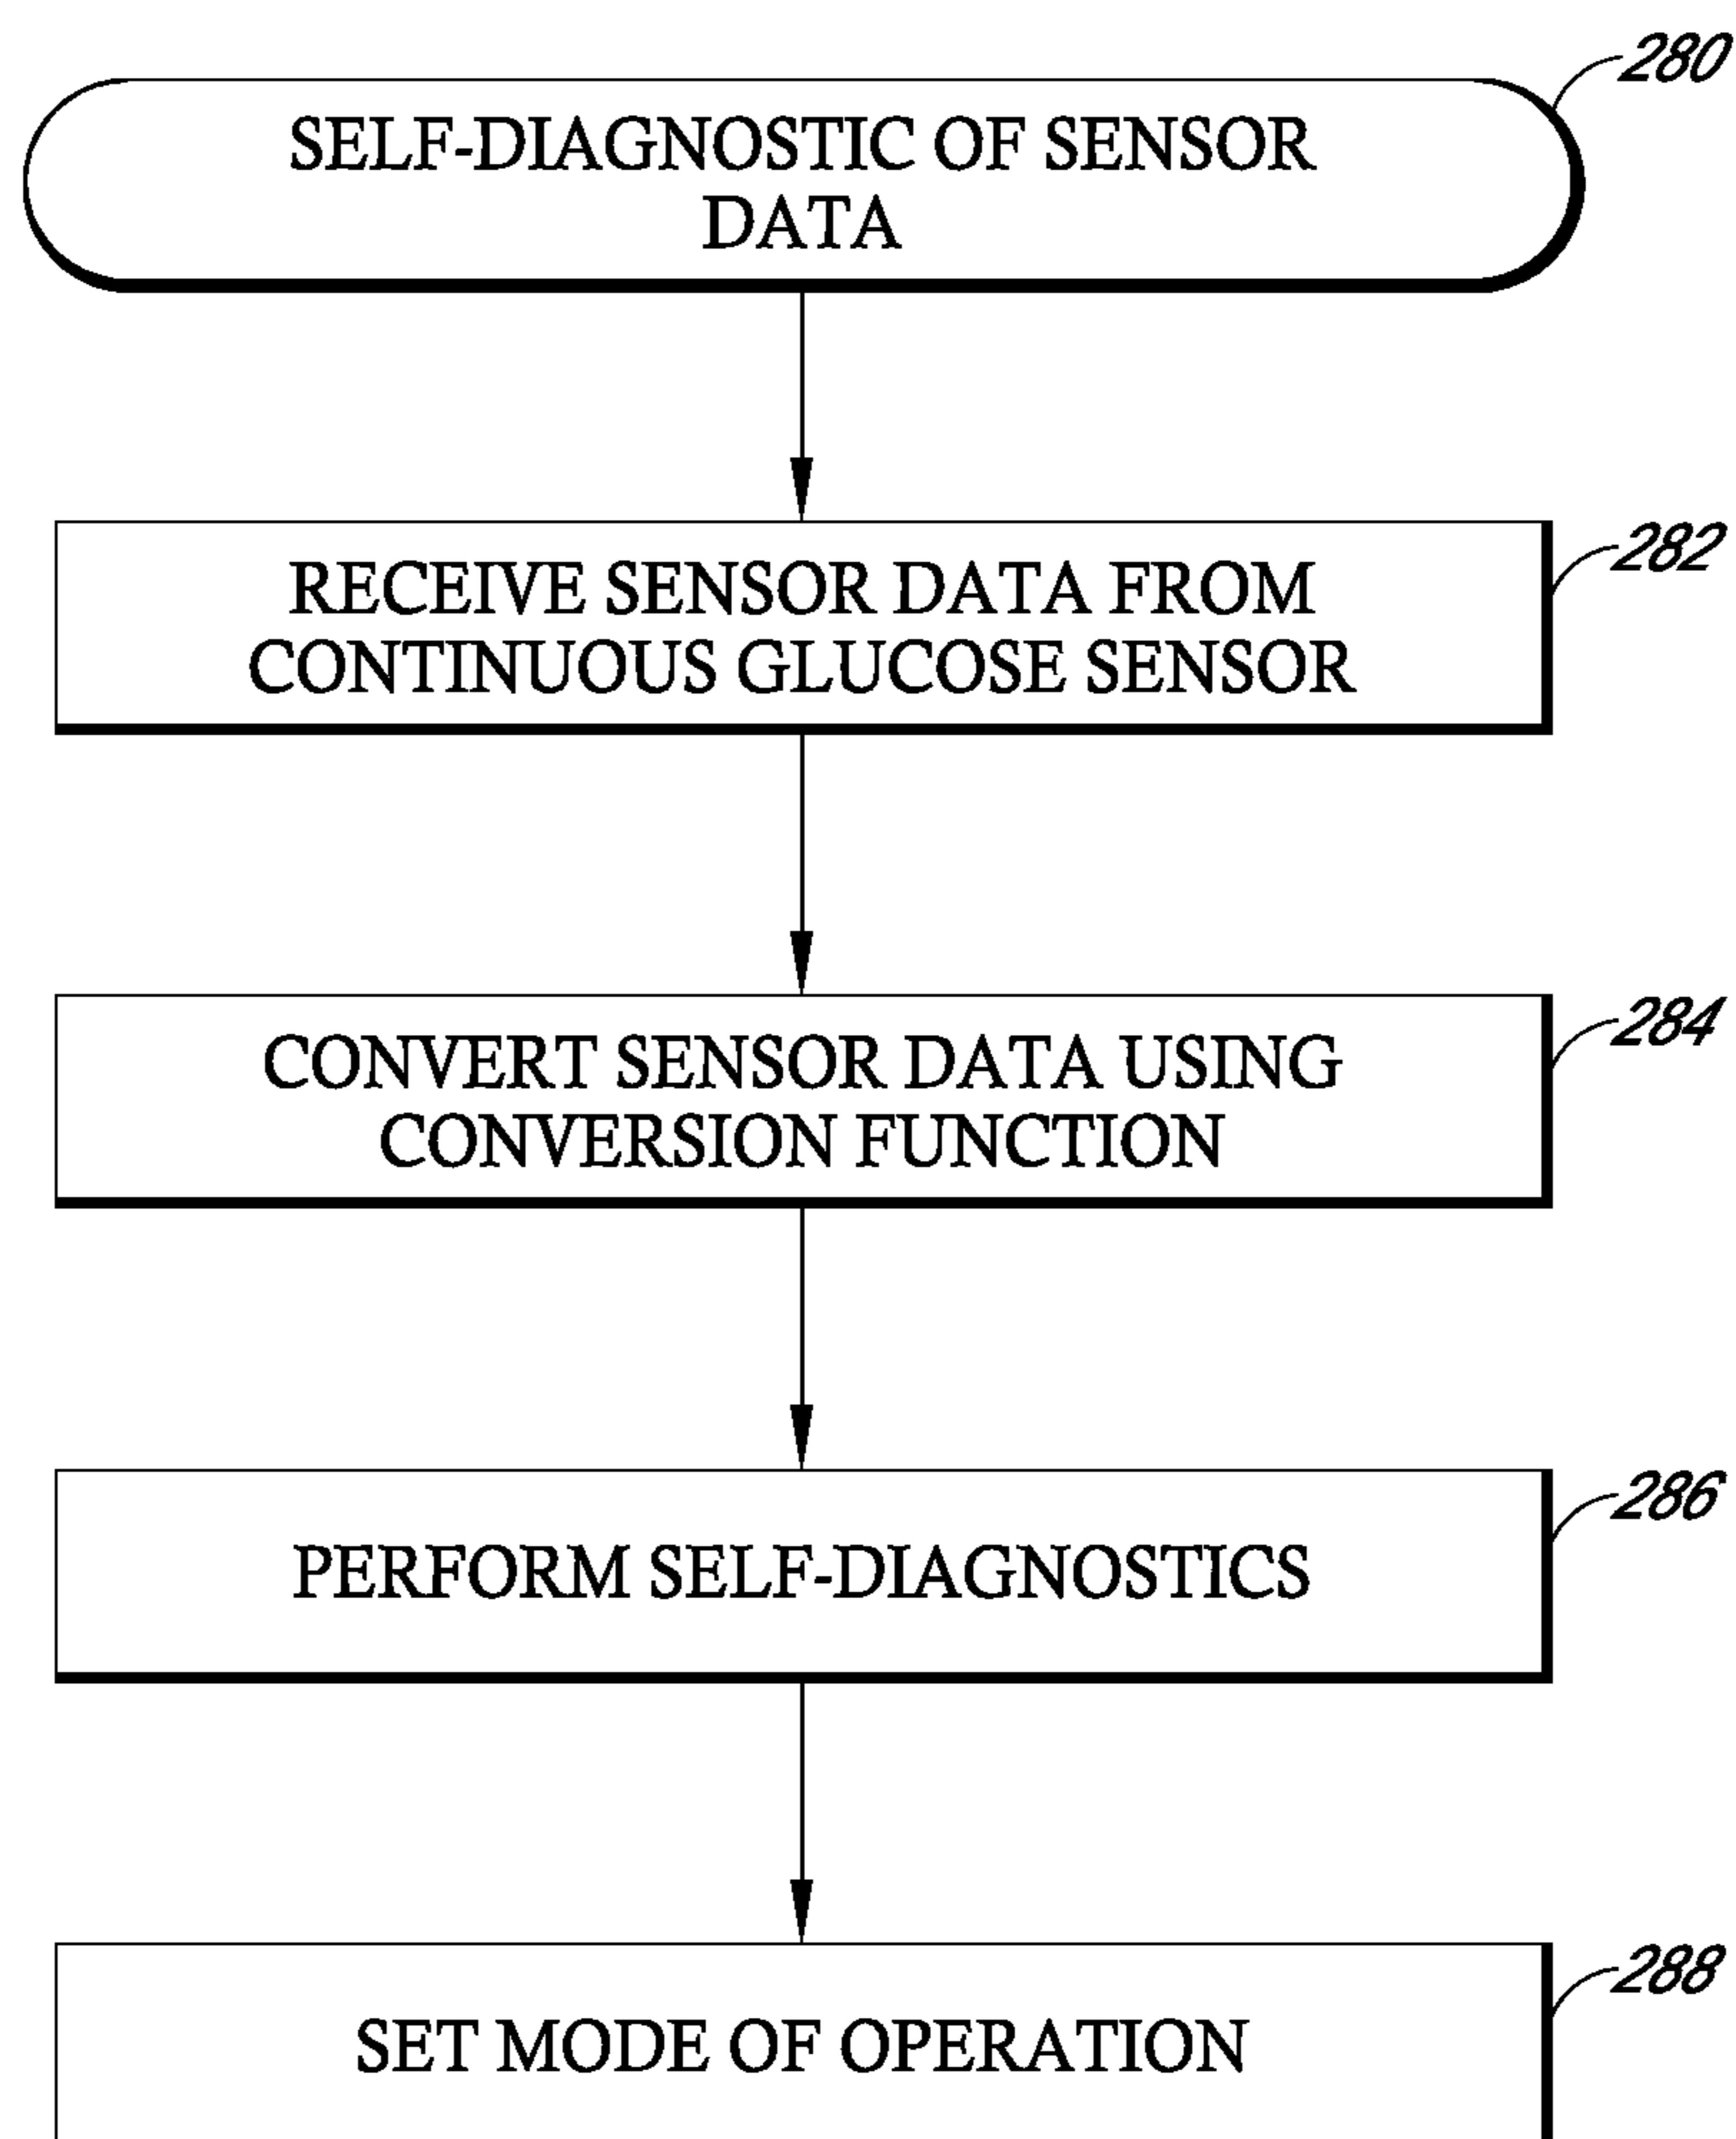 280
SELF-DIAGNOSTIC OF SENSOR
DATA
282
RECEIVE SENSOR DATA FROM
CONTINUOUS GLUCOSE SENSOR
284
CONVERT SENSOR DATA USING
CONVERSION FUNCTION
286
PERFORM SELF-DIAGNOSTICS
288
SET MODE OF OPERATION